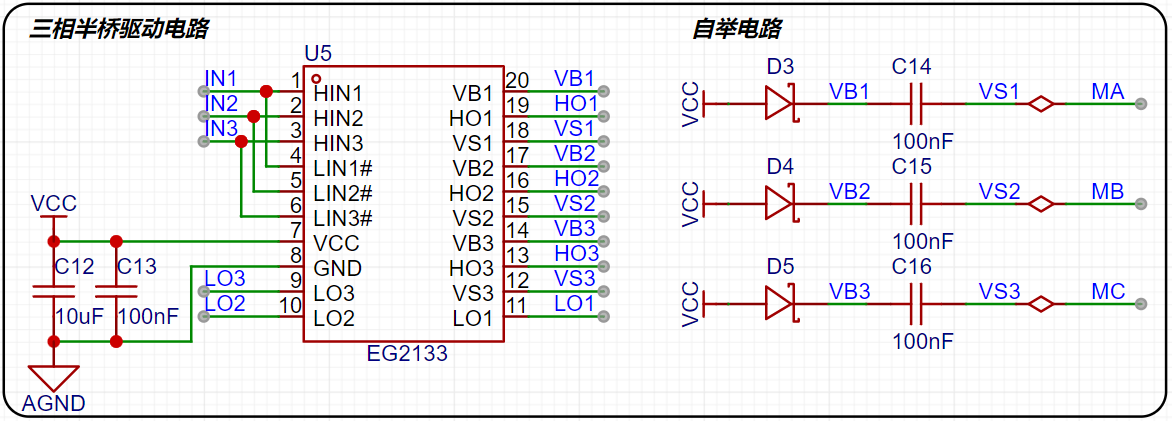 三相半桥驱动电路
自举电路
U5
IN1
IN2
IN3
1
2
3
4
5
6
7
8
9
10
HIN1
HIN2
HIN3
LIN1#
LIN2#
LIN3#
VCC
GND
LO3
LO2
VB1
HO1
VS1
VB2
HO2
VS2
VB3
HO3
VS3
LO1
20
19
18
17
16
15
14
13
12
11
VB1
HO1
VS1
VB2
HO2
VS2
VB3
HO3
VS3
LO1
EG2133
VCC
C12
C13
10uF
100nF
LO3
LO2
AGND
VCC
D3
VB1
C14
100nF
VS1
MA
VCC
D4
VB2
C15
100nF
VS2
MB
VCC
D5
VB3
C16
100nF
VS3
MC